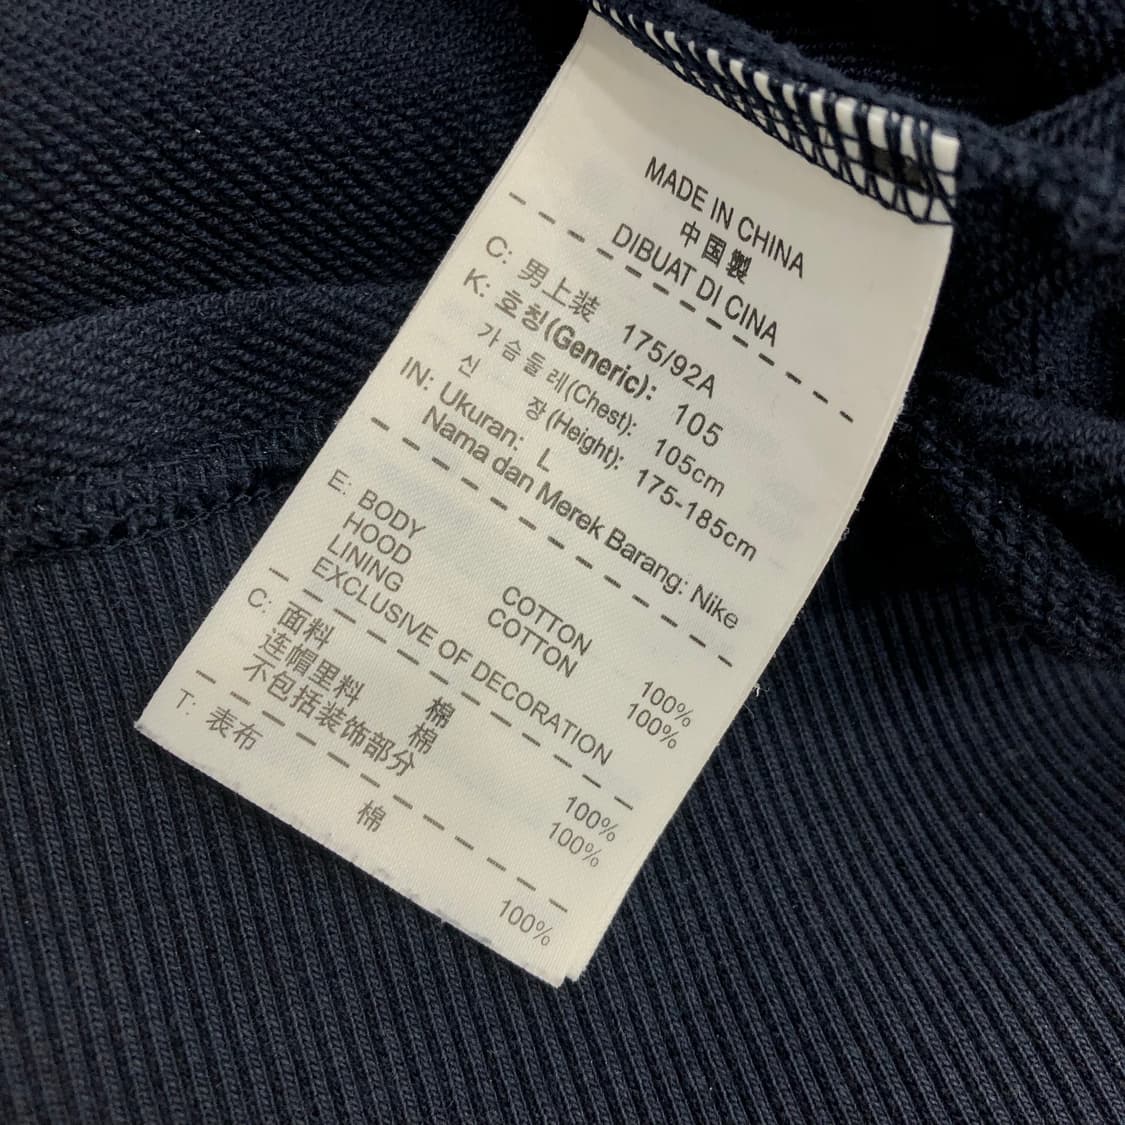 MADE IN CHINA
中国製
DIBUAT DI CINA
C: 男上装 175/92A
K: 호칭(Generic): 105
가슴둘레(Chest): 105cm
신 장(Height): 175-185cm
IN: Ukuran: L
Nama dan Merek Barang: Nike
E: BODY COTTON 100%
HOOD COTTON 100%
LINING
EXCLUSIVE OF DECORATION
C: 面料 棉 100%
连帽里料 棉 100%
不包括装饰部分
T: 表布 棉 100%